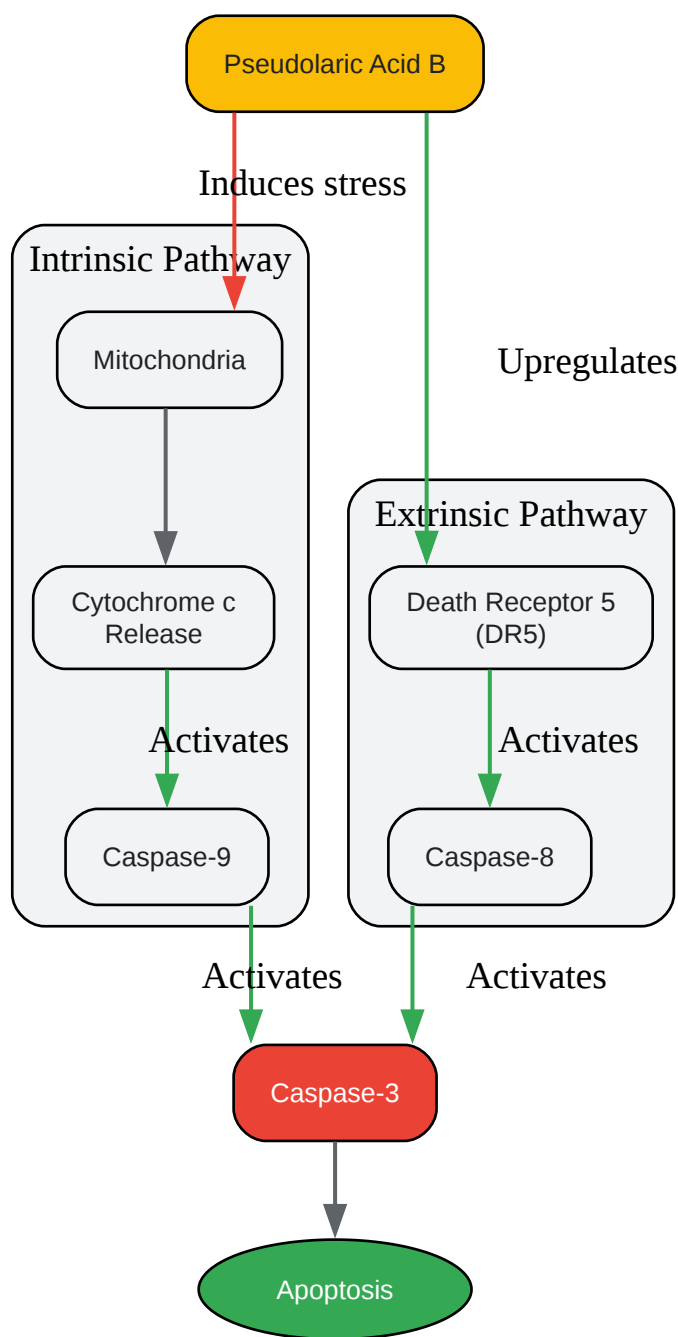 Pseudolaric Acid B
Induces stress
Intrinsic Pathway
Mitochondria
Upregulates
Extrinsic Pathway
Cytochrome c
Release
Death Receptor 5
(DR5)
Activates
Activates
Caspase-9
Caspase-8
Activates
Activates
Caspase-3
Apoptosis